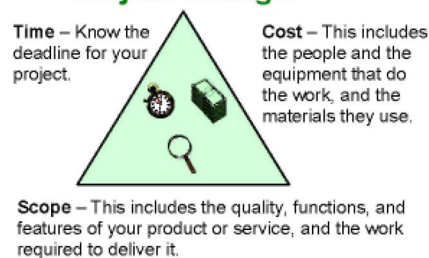 Time – Know the
deadline for your
project.
Cost – This includes
the people and the
equipment that do
the work, and the
materials they use.
Scope – This includes the quality, functions, and
features of your product or service, and the work
required to deliver it.